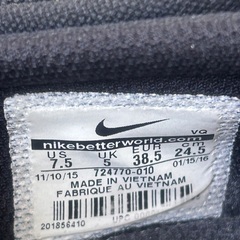 VQ
nikebetterworld.com
US UK EUR cm
7.5 5 38.5 24.5
11/10/15 724770-010 01/15/16
MADE IN VIETNAM
FABRIQUE AU VIETNAM
201856410